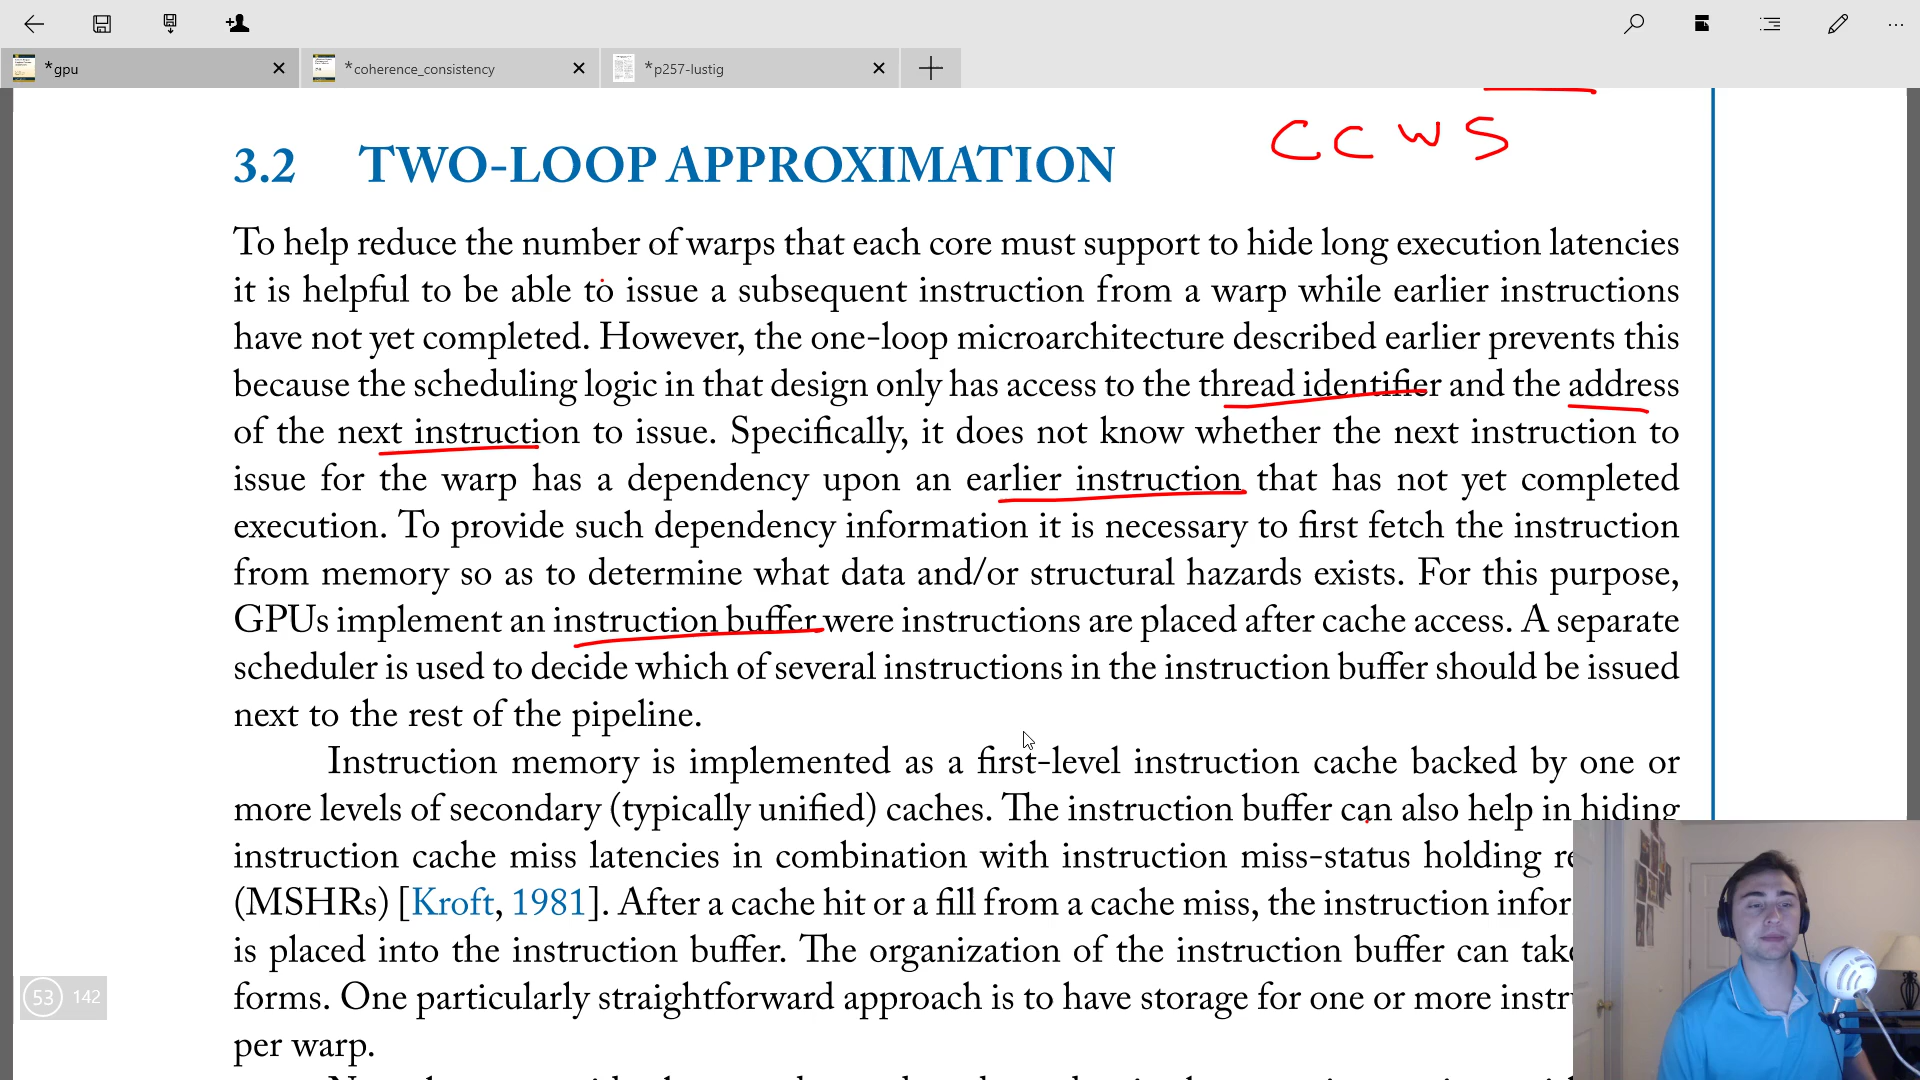 *gpu
*coherence_consistency
*p257-lustig
C C W S
3.2 TWO-LOOP APPROXIMATION
To help reduce the number of warps that each core must support to hide long execution latencies
it is helpful to be able to issue a subsequent instruction from a warp while earlier instructions
have not yet completed. However, the one-loop microarchitecture described earlier prevents this
because the scheduling logic in that design only has access to the thread identifier and the address
of the next instruction to issue. Specifically, it does not know whether the next instruction to
issue for the warp has a dependency upon an earlier instruction that has not yet completed
execution. To provide such dependency information it is necessary to first fetch the instruction
from memory so as to determine what data and/or structural hazards exists. For this purpose,
GPUs implement an instruction buffer were instructions are placed after cache access. A separate
scheduler is used to decide which of several instructions in the instruction buffer should be issued
next to the rest of the pipeline.
Instruction memory is implemented as a first-level instruction cache backed by one or
more levels of secondary (typically unified) caches. The instruction buffer can also help in hiding
instruction cache miss latencies in combination with instruction miss-status holding
(MSHRs) [Kroft, 1981]. After a cache hit or a fill from a cache miss, the instruction
is placed into the instruction buffer. The organization of the instruction buffer can
forms. One particularly straightforward approach is to have storage for one or more
per warp.
53 142